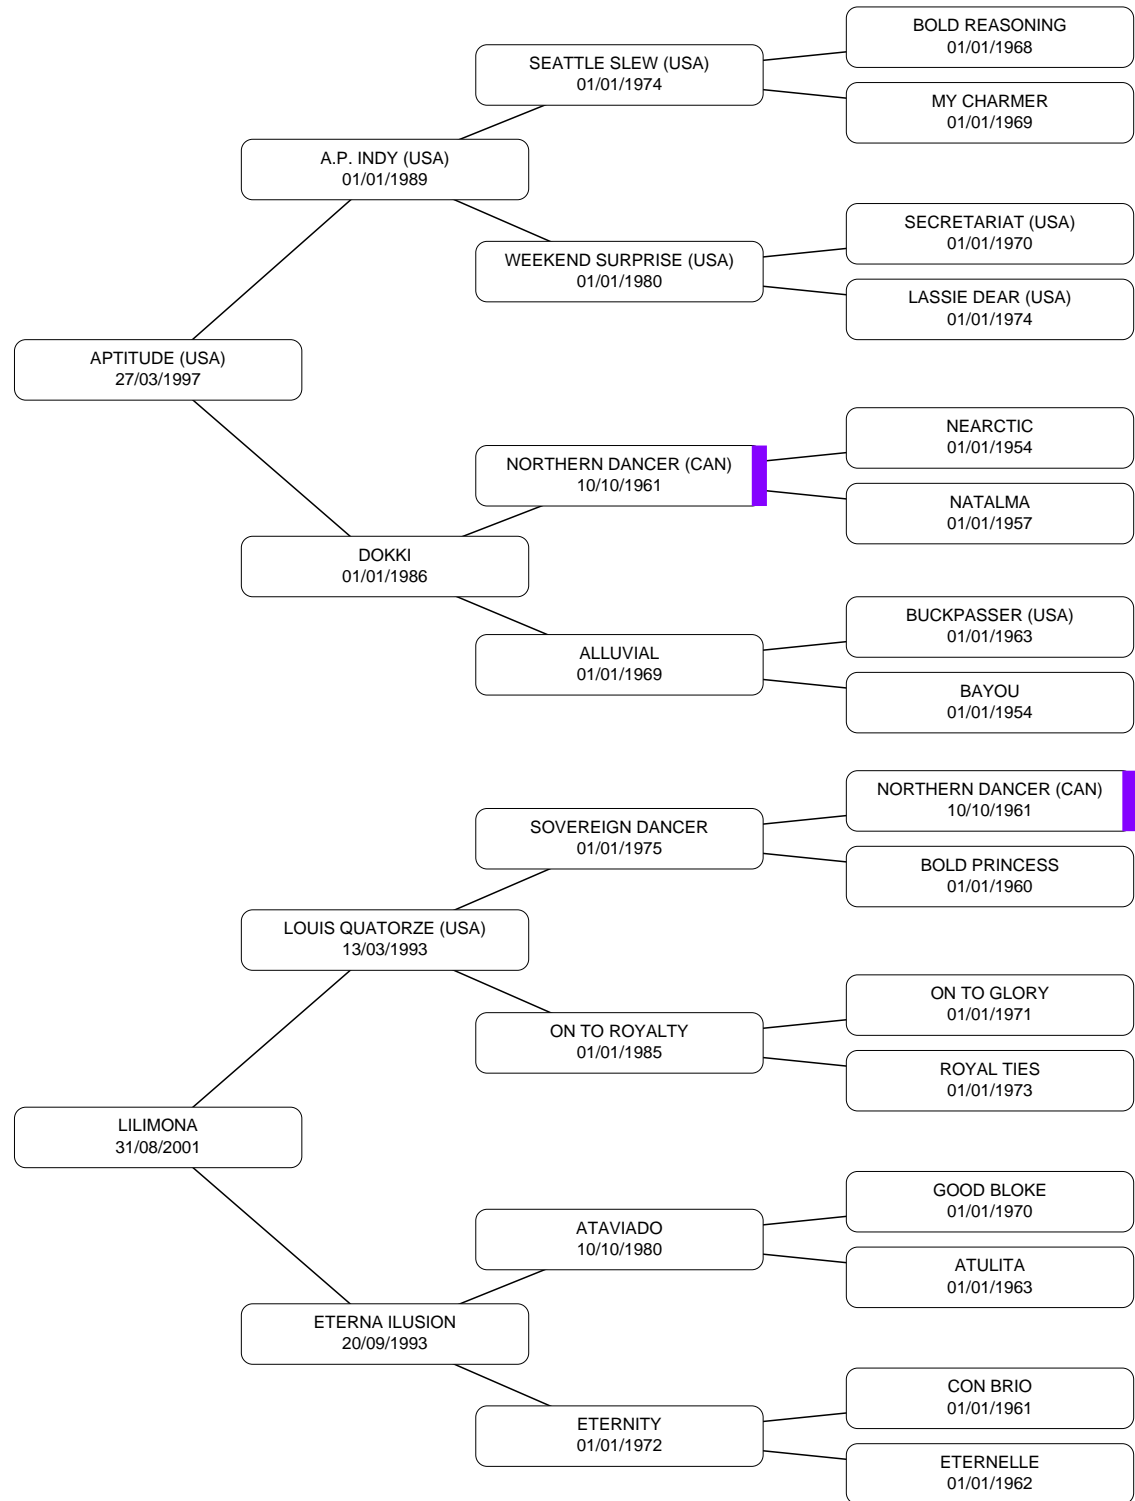 BOLD REASONING
01/01/1968
SEATTLE SLEW (USA)
01/01/1974
MY CHARMER
01/01/1969
A.P. INDY (USA)
01/01/1989
SECRETARIAT (USA)
01/01/1970
WEEKEND SURPRISE (USA)
01/01/1980
LASSIE DEAR (USA)
01/01/1974
APTITUDE (USA)
27/03/1997
NEARCTIC
01/01/1954
NORTHERN DANCER (CAN)
10/10/1961
NATALMA
01/01/1957
DOKKI
01/01/1986
BUCKPASSER (USA)
01/01/1963
ALLUVIAL
01/01/1969
BAYOU
01/01/1954
NORTHERN DANCER (CAN)
10/10/1961
SOVEREIGN DANCER
01/01/1975
BOLD PRINCESS
01/01/1960
LOUIS QUATORZE (USA)
13/03/1993
ON TO GLORY
01/01/1971
ON TO ROYALTY
01/01/1985
ROYAL TIES
01/01/1973
LILIMONA
31/08/2001
GOOD BLOKE
01/01/1970
ATAVIADO
10/10/1980
ATULITA
01/01/1963
ETERNA ILUSION
20/09/1993
CON BRIO
01/01/1961
ETERNITY
01/01/1972
ETERNELLE
01/01/1962